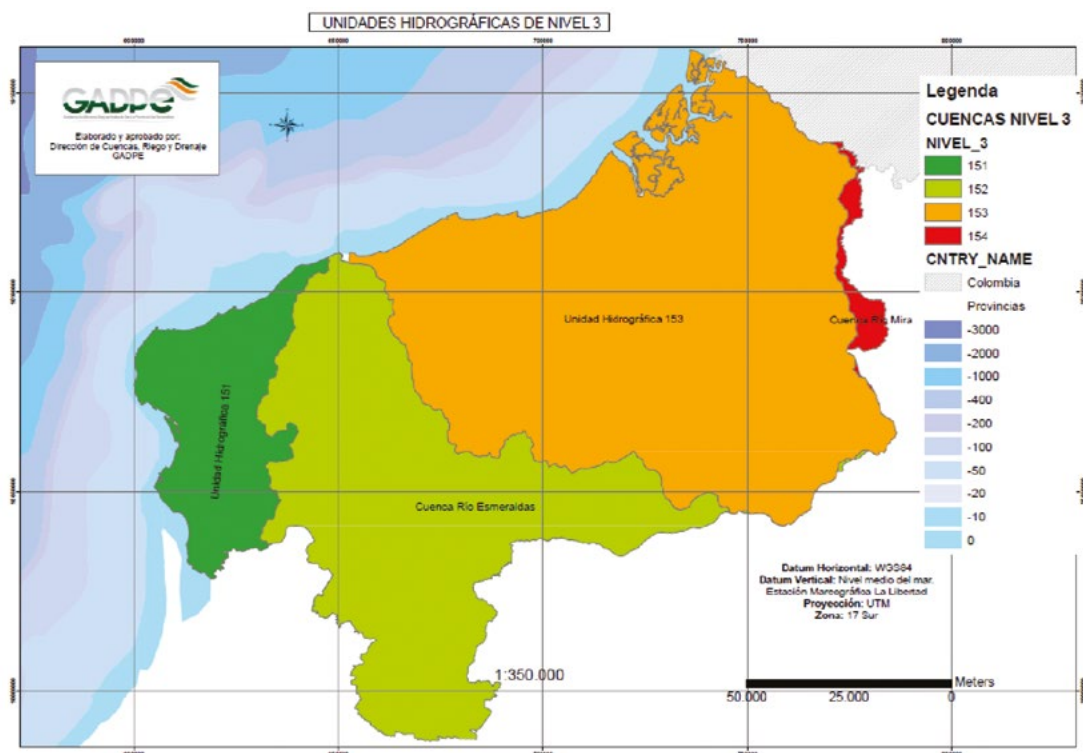 UNIDADES HIDROGRÁFICAS DE NIVEL 3
GADPE
Elaborado y aprobado por:
Dirección de Cuencas, Riego y Drenaje
GADPE
Legenda
CUENCAS NIVEL 3
NIVEL_3
151
152
153
154
CNTRY_NAME
Colombia
Provincias
-3000
-2000
-1000
-400
-200
-100
-50
-20
-10
0
Unidad Hidrográfica 153
Cuenca Río Mira
Unidad Hidrográfica 151
Cuenca Río Esmeraldas
Datum Horizontal: WGS84
Datum Vertical: Nivel medio del mar.
Estación Mareográfica La Libertad
Proyección: UTM
Zona: 17 Sur
1:350.000
Meters
50.000 25.000 0